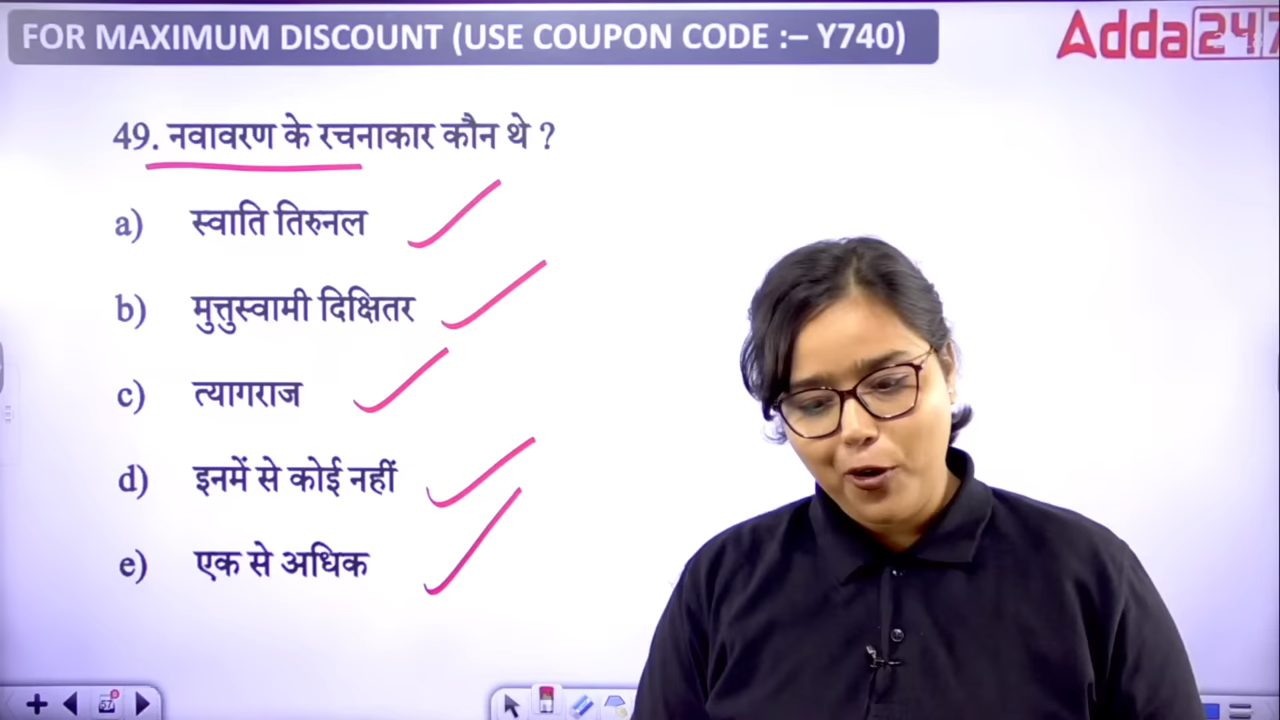 FOR MAXIMUM DISCOUNT (USE COUPON CODE :– Y740)
Adda247
49. नवावरण के रचनाकार कौन थे ?
a) स्वाति तिरुनल
b) मुत्तुस्वामी दिक्षितर
c) त्यागराज
d) इनमें से कोई नहीं
e) एक से अधिक